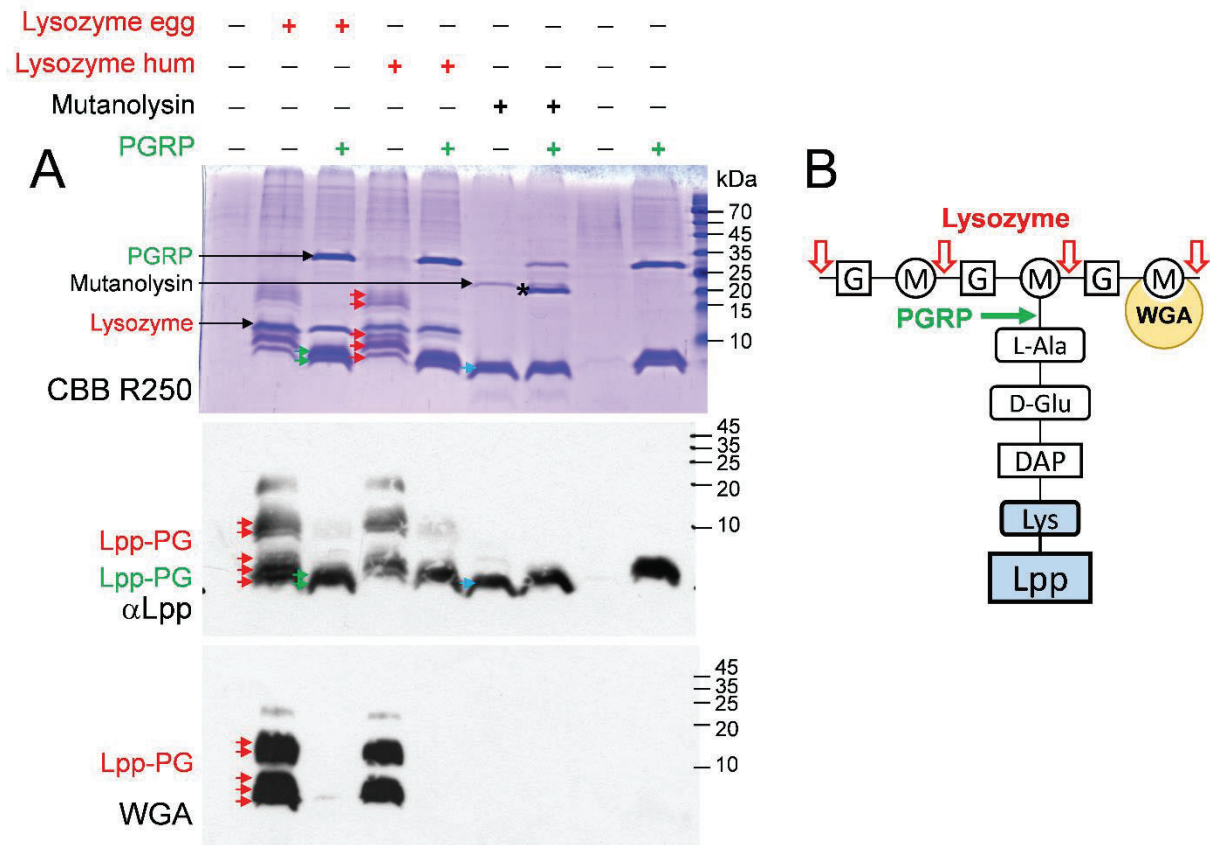 Lysozyme egg – + + – – – – – –
Lysozyme hum – – – + + – – – –
Mutanolysin – – – – – + + – –
PGRP – – + – + – + – +
A
kDa
70
45
35
25
20
15
10
PGRP
Mutanolysin
*
Lysozyme
CBB R250
45
35
25
20
10
Lpp-PG
Lpp-PG
αLpp
45
35
25
20
10
Lpp-PG
WGA
B
Lysozyme
G M G M G M
PGRP
WGA
L-Ala
D-Glu
DAP
Lys
Lpp